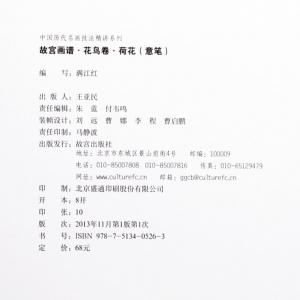 中国历代名画技法精讲系列
故宫画谱·花鸟卷·荷花(意笔)
编 写:满江红
出 版 人:王亚民
责任编辑:朱 蓝 付韦鸣
装帧设计:刘 远 曹 娜 李 程 曹启鹏
责任印制:马静波
出版发行:故宫出版社
地址:北京市东城区景山前街4号 邮编:100009
电话:010-85007808 010-85007816 传真:010-65129479
网址:www.culturefc.cn 邮箱:ggcb@culturefc.cn
印 刷:北京盛通印刷股份有限公司
开 本:8开
印 张:10
版 次:2013年11月第1版第1次
书 号:ISBN 978-7-5134-0526-3
定 价:68元